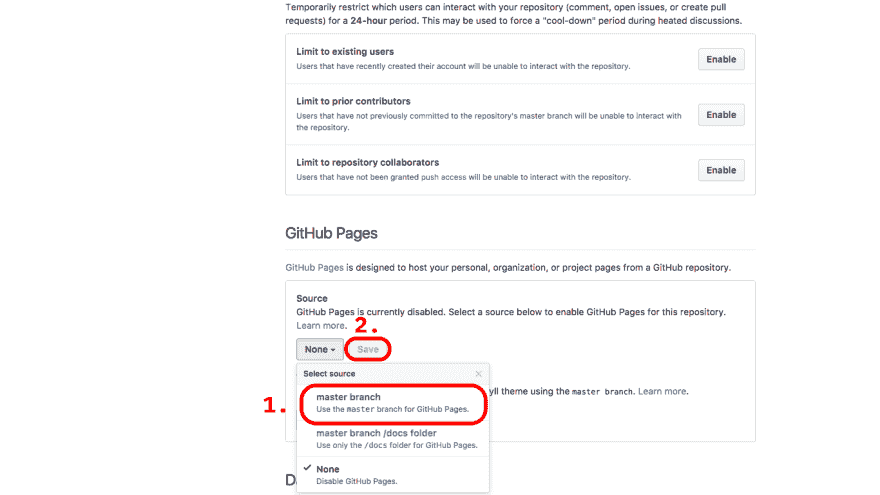 Temporarily restrict which users can interact with your repository (comment, open issues, or create pull
requests) for a 24-hour period. This may be used to force a "cool-down" period during heated discussions.
Limit to existing users
Users that have recently created their account will be unable to interact with the repository.
Enable
Limit to prior contributors
Users that have not previously committed to the repository's master branch will be unable to interact with
the repository.
Enable
Limit to repository collaborators
Users that have not been granted push access will be unable to interact with the repository.
Enable
GitHub Pages
GitHub Pages is designed to host your personal, organization, or project pages from a GitHub repository.
Source
GitHub Pages is currently disabled. Select a source below to enable GitHub Pages for this repository.
Learn more.
2.
None
Save
Select source
1.
master branch
Use the master branch for GitHub Pages.
yll theme using the master branch. Learn more.
master branch /docs folder
Use only the /docs folder for GitHub Pages.
None
Disable GitHub Pages.
D